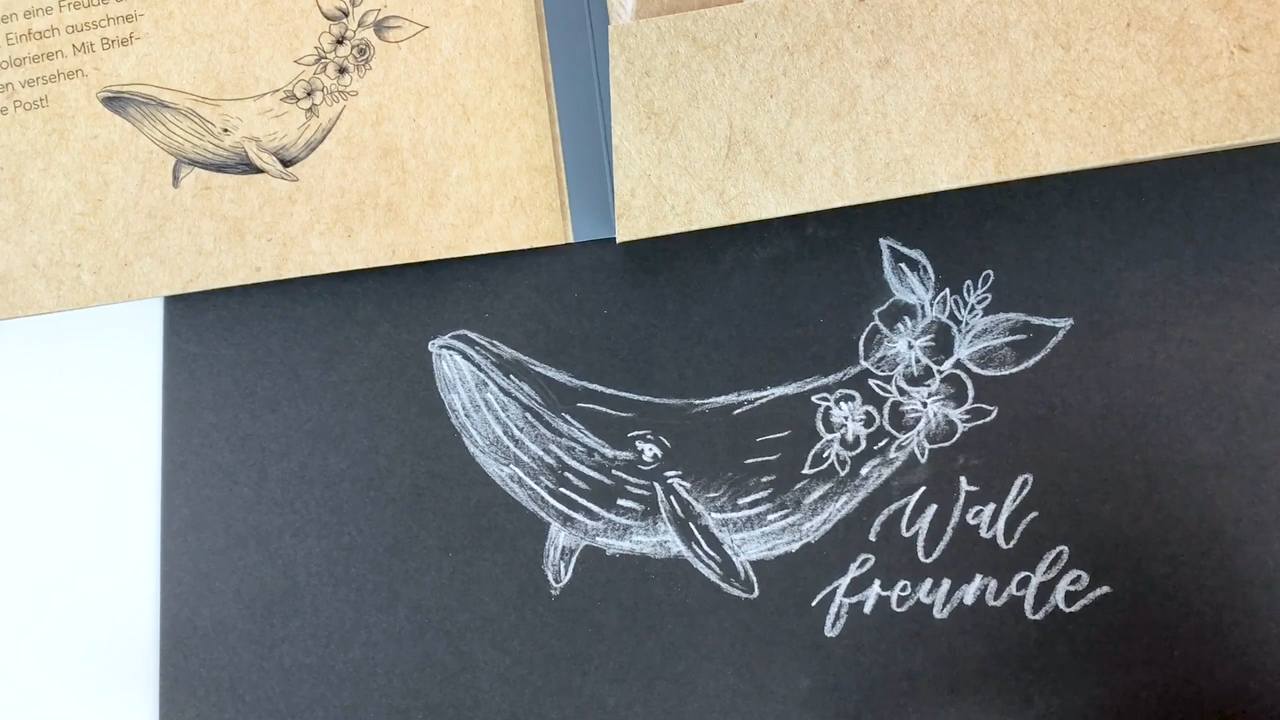 en eine Freude
Einfach ausschnei-
olorieren. Mit Brief-
en versehen.
e Post!
Wal
freunde